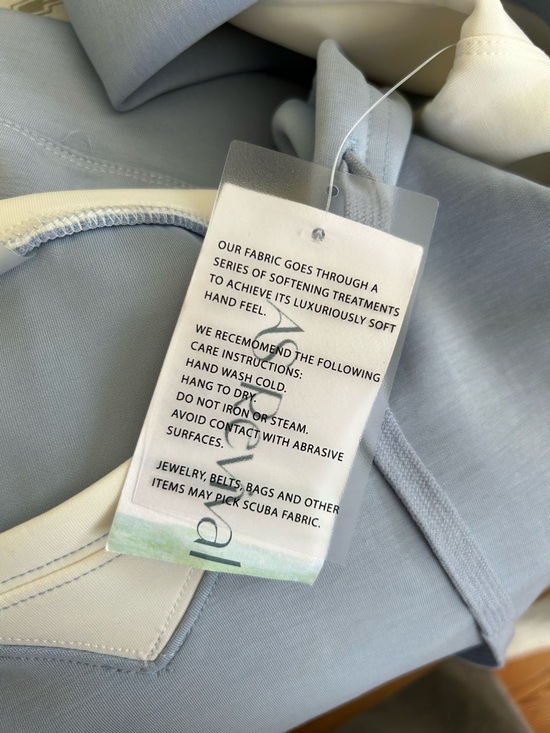 OUR FABRIC GOES THROUGH A
SERIES OF SOFTENING TREATMENTS
TO ACHIEVE ITS LUXURIOUSLY SOFT
HAND FEEL.
WE RECEMOMEND THE FOLLOWING
CARE INSTRUCTIONS:
HAND WASH COLD.
HANG TO DRY.
DO NOT IRON OR STEAM.
AVOID CONTACT WITH ABRASIVE
SURFACES.
JEWELRY, BELTS, BAGS AND OTHER
ITEMS MAY PICK SCUBA FABRIC.
AS Revival